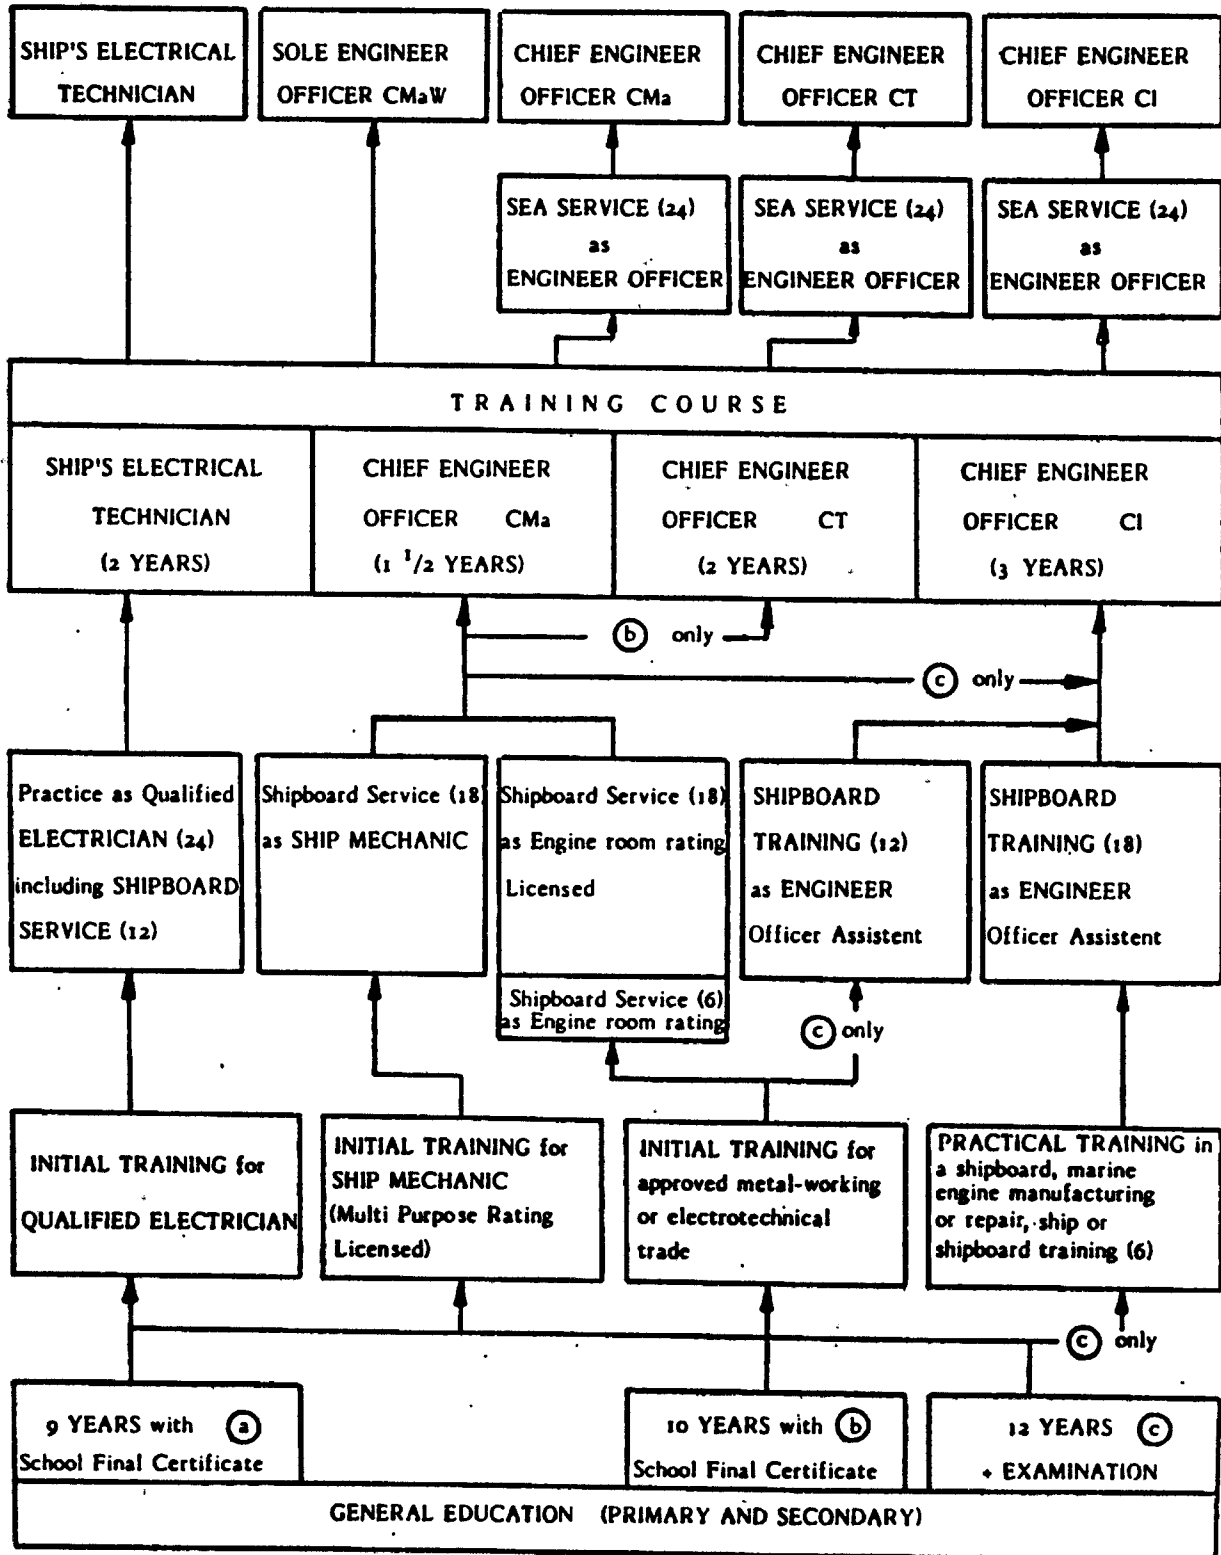 SHIP'S ELECTRICAL
TECHNICIAN
SOLE ENGINEER
OFFICER CMaW
CHIEF ENGINEER
OFFICER CMa
CHIEF ENGINEER
OFFICER CT
CHIEF ENGINEER
OFFICER CI
SEA SERVICE (24)
as
ENGINEER OFFICER
SEA SERVICE (24)
as
ENGINEER OFFICER
SEA SERVICE (24)
as
ENGINEER OFFICER
TRAINING COURSE
SHIP'S ELECTRICAL
TECHNICIAN
(2 YEARS)
CHIEF ENGINEER
OFFICER CMa
(1 1/2 YEARS)
CHIEF ENGINEER
OFFICER CT
(2 YEARS)
CHIEF ENGINEER
OFFICER CI
(3 YEARS)
b only
c only
Practice as Qualified
ELECTRICIAN (24)
including SHIPBOARD
SERVICE (12)
Shipboard Service (18)
as SHIP MECHANIC
Shipboard Service (18)
as Engine room rating
Licensed
Shipboard Service (6)
as Engine room rating
SHIPBOARD
TRAINING (12)
as ENGINEER
Officer Assistent
SHIPBOARD
TRAINING (18)
as ENGINEER
Officer Assistent
c only
INITIAL TRAINING for
QUALIFIED ELECTRICIAN
INITIAL TRAINING for
SHIP MECHANIC
(Multi Purpose Rating
Licensed)
INITIAL TRAINING for
approved metal-working
or electrotechnical
trade
PRACTICAL TRAINING in
a shipboard, marine
engine manufacturing
or repair, ship or
shipboard training (6)
c only
9 YEARS with a
School Final Certificate
10 YEARS with b
School Final Certificate
12 YEARS c
+ EXAMINATION
GENERAL EDUCATION (PRIMARY AND SECONDARY)